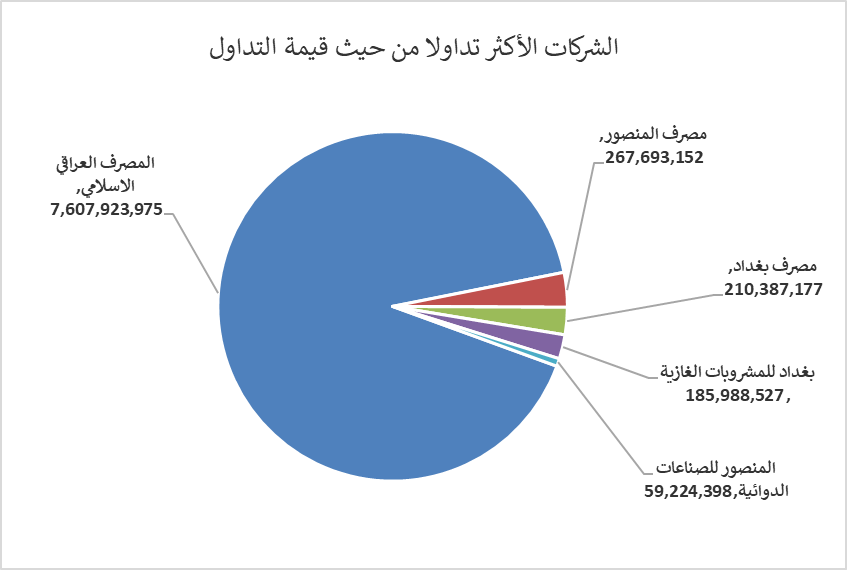 الشركات الأكثر تداولا من حيث قيمة التداول
مصرف المنصور,
267,693,152
المصرف العراقي
الاسلامي,
7,607,923,975
مصرف بغداد,
210,387,177
بغداد للمشروبات الغازية
, 185,988,527
المنصور للصناعات
الدوائية, 59,224,398